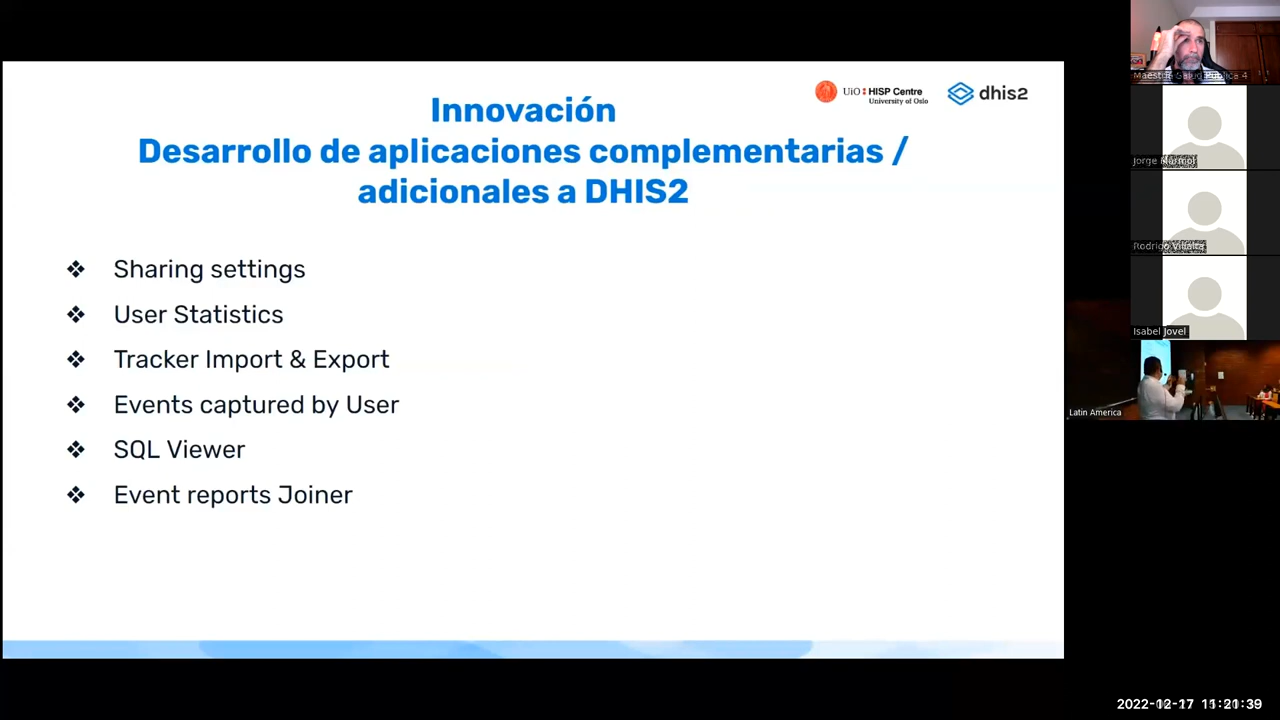 Innovación
Desarrollo de aplicaciones complementarias /
adicionales a DHIS2
UiO: HISP Centre
University of Oslo
dhis2
❖ Sharing settings
❖ User Statistics
❖ Tracker Import & Export
❖ Events captured by User
❖ SQL Viewer
❖ Event reports Joiner
Jorge
Rodrigo
Isabel Jovel
Latin America
2022-12-17 11:21:39